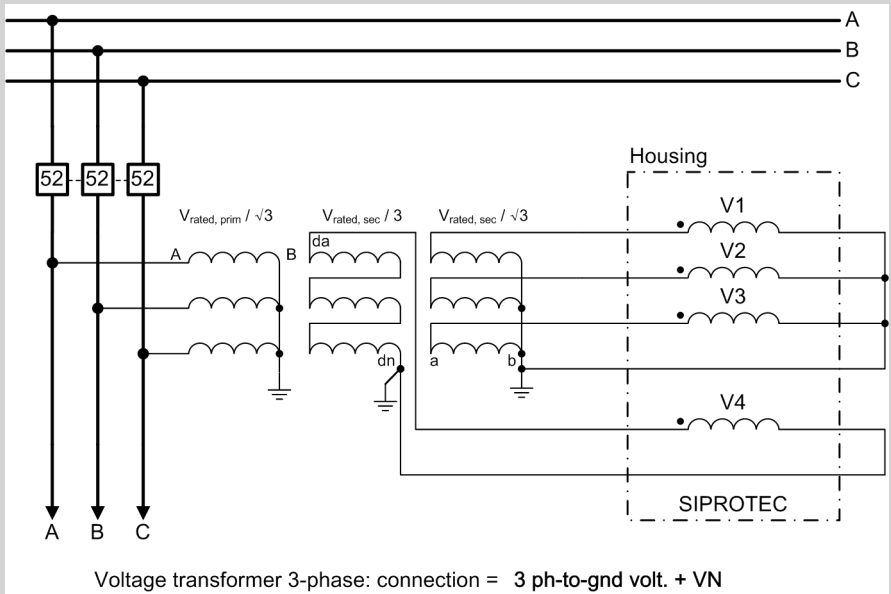 A
B
C
Housing
52 52 52
V1
Vrated, prim / √3 Vrated, sec / 3 Vrated, sec / √3
da
V2
A B
V3
dn a b
V4
SIPROTEC
A B C
Voltage transformer 3-phase: connection = 3 ph-to-gnd volt. + VN